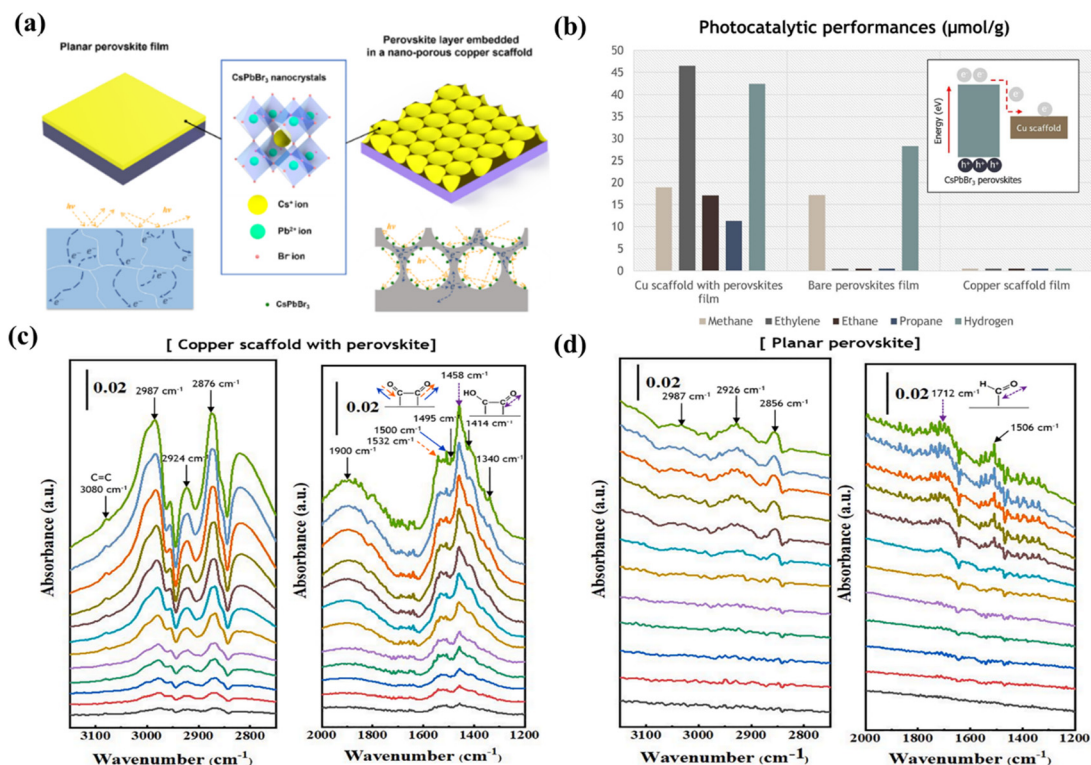 (a)
Planar perovskite film
Perovskite layer embedded
in a nano-porous copper scaffold
CsPbBr₃ nanocrystals
Cs⁺ ion
Pb²⁺ ion
Br⁻ ion
CsPbBr₃
hν
e⁻
e⁻
e⁻
e⁻
e⁻
hν
hν
(b)
Photocatalytic performances (μmol/g)
50
45
40
35
30
25
20
15
10
5
0
Cu scaffold with perovskites
film
Bare perovskites film
Copper scaffold film
Methane Ethylene Ethane Propane Hydrogen
Energy (eV)
e⁻ e⁻
e⁻
e⁻
Cu scaffold
h⁺ h⁺ h⁺
CsPbBr₃ perovskites
(c)
[ Copper scaffold with perovskite]
0.02
2987 cm⁻¹
2876 cm⁻¹
C=C
3080 cm⁻¹
2924 cm⁻¹
Absorbance (a.u.)
3100 3000 2900 2800
Wavenumber (cm⁻¹)
0.02
O O
HO O
1458 cm⁻¹
1495 cm⁻¹
1500 cm⁻¹
1532 cm⁻¹
1414 cm⁻¹
1900 cm⁻¹
1340 cm⁻¹
Absorbance (a.u.)
2000 1800 1600 1400 1200
Wavenumber (cm⁻¹)
(d)
[ Planar perovskite]
0.02
2987 cm⁻¹
2926 cm⁻¹
2856 cm⁻¹
Absorbance (a.u.)
3100 3000 2900 2800
Wavenumber (cm⁻¹)
0.02
H O
C
1712 cm⁻¹
1506 cm⁻¹
Absorbance (a.u.)
2000 1800 1600 1400 1200
Wavenumber (cm⁻¹)